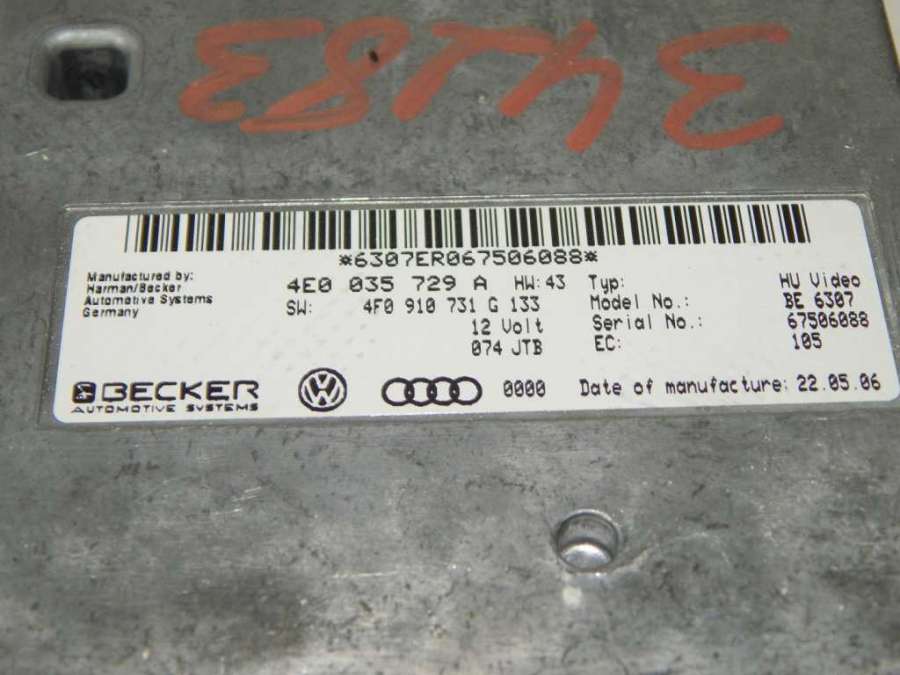 *6307ER067506088*
Manufactured by:
Harman/Becker
Automotive Systems
Germany
4E0 035 729 A HW: 43
SW: 4F0 910 731 G 133
12 Volt
074 JTB
Typ: HU Video
Model No.: BE 6307
Serial No.: 67506088
EC: 105
BECKER
AUTOMOTIVE SYSTEMS
0000
Date of manufacture: 22.05.06